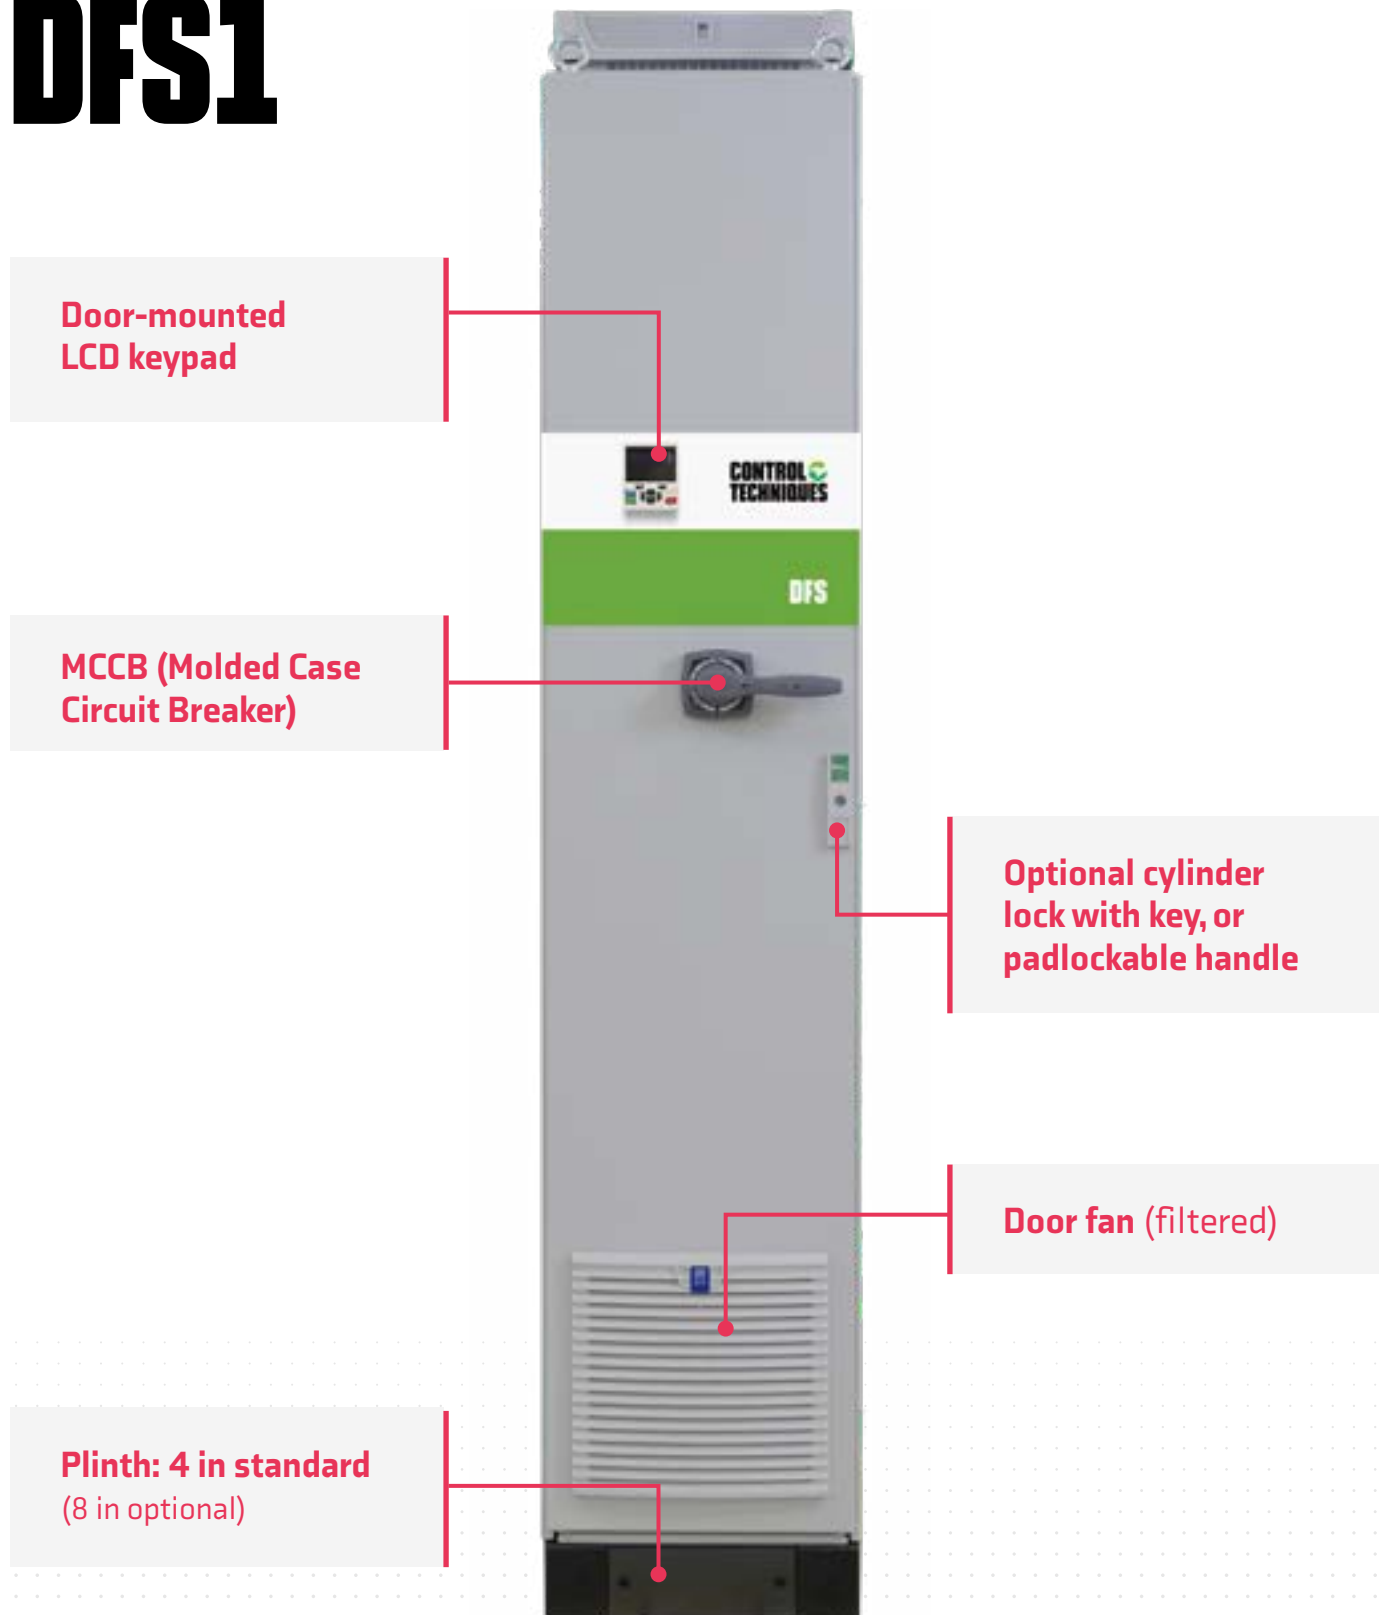 DFS1
Door-mounted
LCD keypad
CONTROL
TECHNIQUES
DFS
MCCB (Molded Case
Circuit Breaker)
Optional cylinder
lock with key, or
padlockable handle
Door fan (filtered)
Plinth: 4 in standard
(8 in optional)